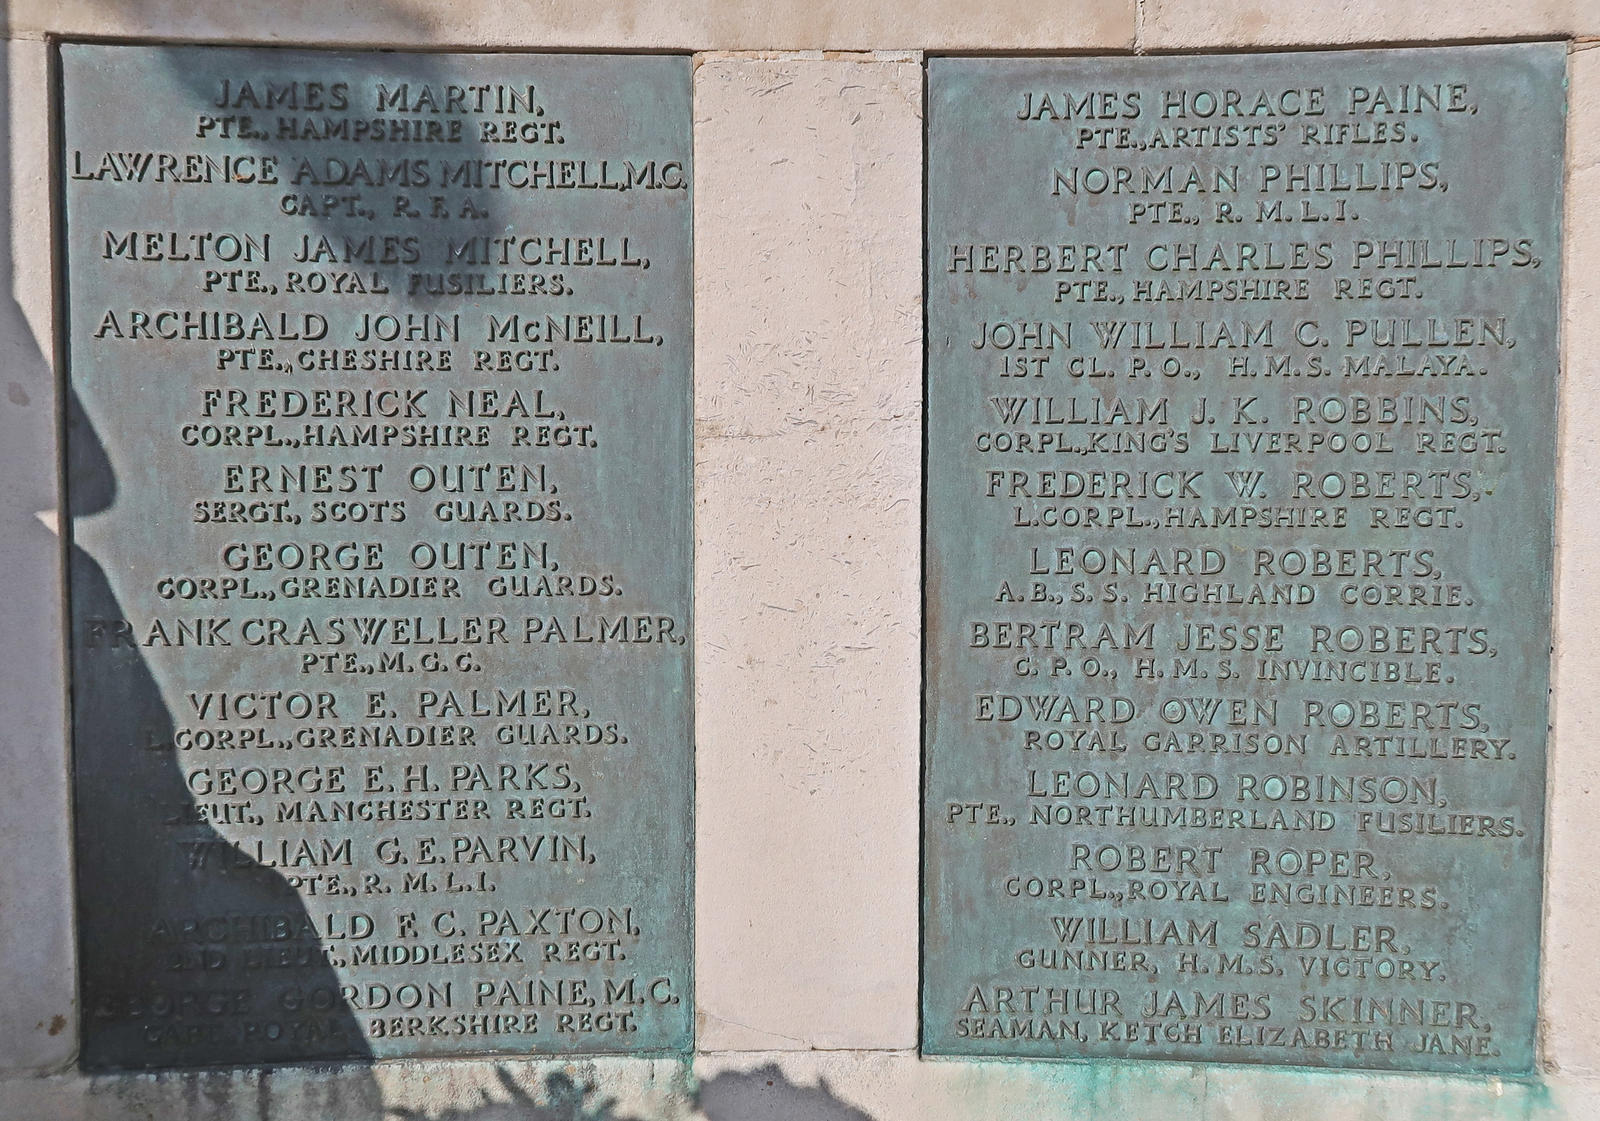 JAMES MARTIN,
PTE., HAMPSHIRE REGT.
LAWRENCE ADAMS MITCHELL, M.C.
CAPT., R. F. A.
MELTON JAMES MITCHELL,
PTE., ROYAL FUSILIERS.
ARCHIBALD JOHN McNEILL,
PTE., CHESHIRE REGT.
FREDERICK NEAL,
CORPL., HAMPSHIRE REGT.
ERNEST OUTEN,
SERGT., SCOTS GUARDS.
GEORGE OUTEN,
CORPL., GRENADIER GUARDS.
FRANK CRASWELLER PALMER,
PTE., M. G. C.
VICTOR E. PALMER,
L.CORPL., GRENADIER GUARDS.
GEORGE E. H. PARKS,
LIEUT., MANCHESTER REGT.
WILLIAM G. E. PARVIN,
PTE., R. M. L. I.
ARCHIBALD F. C. PAXTON,
2ND LIEUT., MIDDLESEX REGT.
GEORGE GORDON PAINE, M.C.
CAPT. ROYAL BERKSHIRE REGT.
JAMES HORACE PAINE,
PTE., ARTISTS' RIFLES.
NORMAN PHILLIPS,
PTE., R. M. L. I.
HERBERT CHARLES PHILLIPS,
PTE., HAMPSHIRE REGT.
JOHN WILLIAM C. PULLEN,
1ST CL. P. O., H. M. S. MALAYA.
WILLIAM J. K. ROBBINS,
CORPL., KING'S LIVERPOOL REGT.
FREDERICK W. ROBERTS,
L.CORPL., HAMPSHIRE REGT.
LEONARD ROBERTS,
A. B., S. S. HIGHLAND CORRIE.
BERTRAM JESSE ROBERTS,
C. P. O., H. M. S. INVINCIBLE.
EDWARD OWEN ROBERTS,
ROYAL GARRISON ARTILLERY.
LEONARD ROBINSON,
PTE., NORTHUMBERLAND FUSILIERS.
ROBERT ROPER,
CORPL., ROYAL ENGINEERS.
WILLIAM SADLER,
GUNNER, H. M. S. VICTORY.
ARTHUR JAMES SKINNER,
SEAMAN, KETCH ELIZABETH JANE.